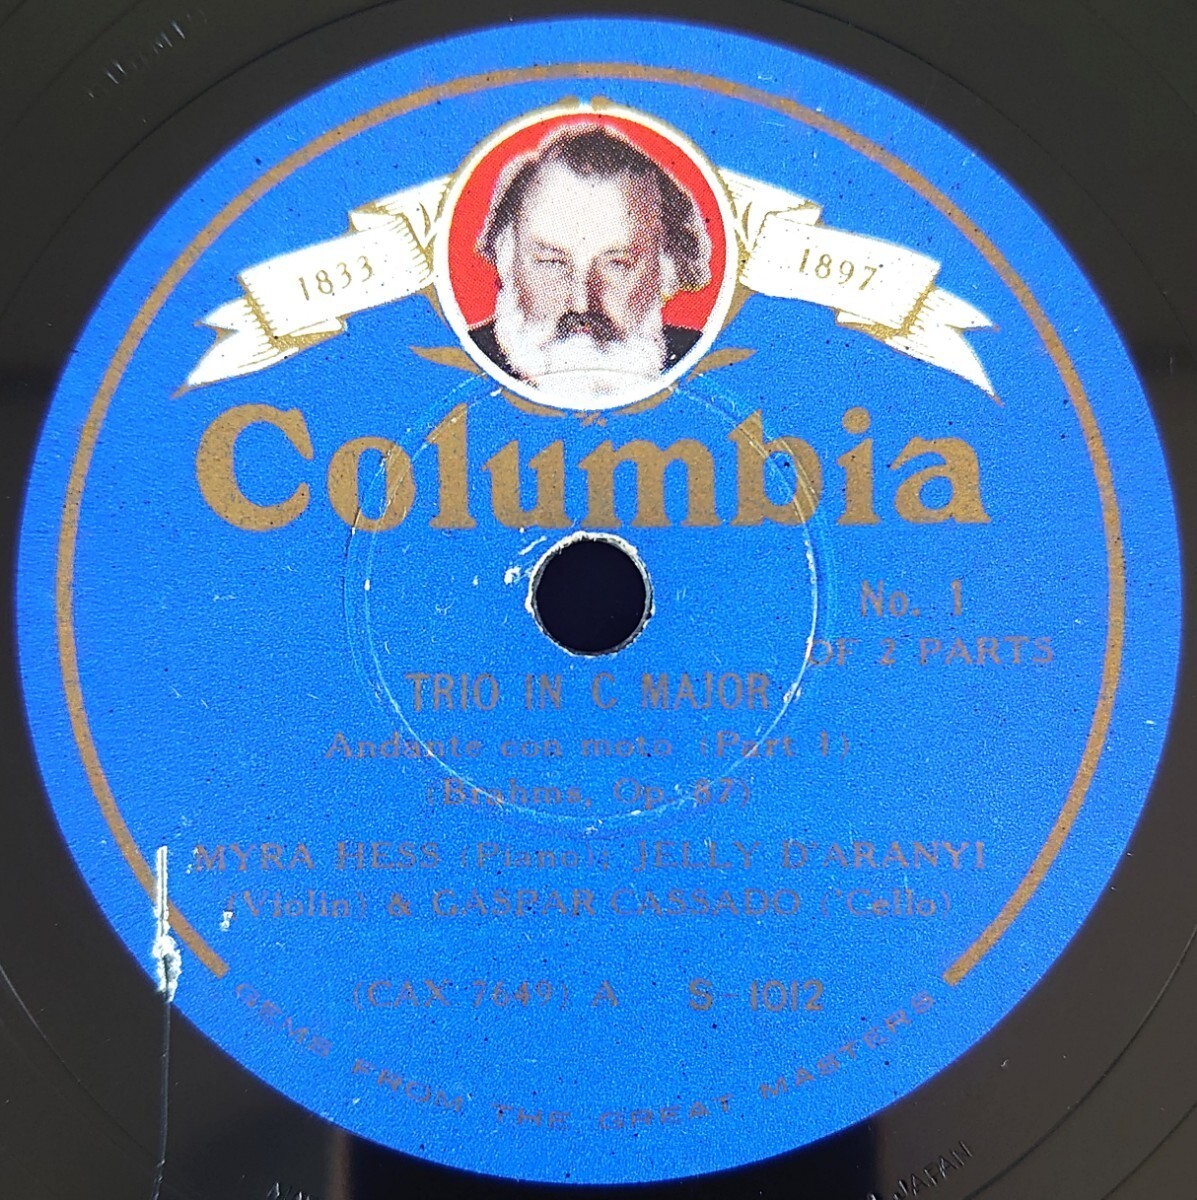 1833
1897
Columbia
No. 1
OF 2 PARTS
TRIO IN C MAJOR
Andante con moto (Part 1)
(Brahms, Op. 87)
MYRA HESS (Piano); JELLY D'ARANYI
(Violin) & GASPAR CASSADO ('Cello)
(CAX 7649) A S-1012
GEMS FROM THE GREAT MASTERS
JAPAN